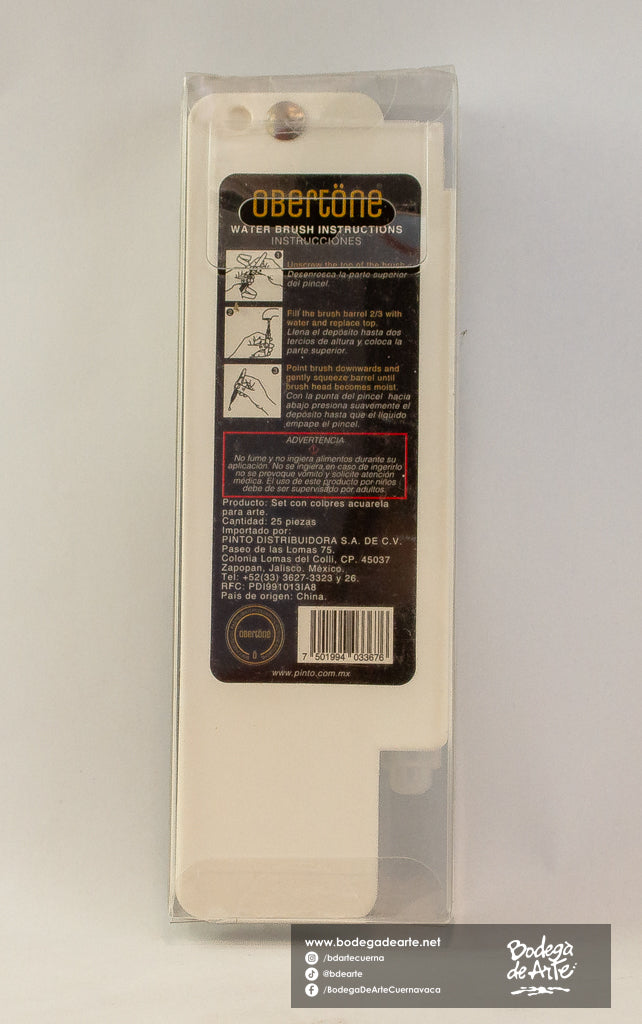 OBERTÖNE
WATER BRUSH INSTRUCTIONS
INSTRUCCIÓNES
1
Unscrew the top of the brush
Desenrosca la parte superior
del pincel.
2
Fill the brush barrel 2/3 with
water and replace top.
Llena el depósito hasta dos
tercios de altura y coloca la
parte superior.
3
Point brush downwards and
gently squeeze barrel until
brush head becomes moist.
Con la punta del pincel hacia
abajo presiona suavemente el
depósito hasta que el líquido
empape el pincel.
ADVERTENCIA
No fume y no ingiera alimentos durante su
aplicación. No se ingiera,en caso de ingerirlo
no se provoque vómito y solicite atención
médica. El uso de este producto por niños
debe de ser supervisado por adultos.
Producto: Set con colores acuarela
para arte.
Cantidad: 25 piezas
Importado por:
PINTO DISTRIBUIDORA S.A. DE C.V.
Paseo de las Lomas 75.
Colonia Lomas del Colli, CP. 45037
Zapopan, Jalisco. México.
Tel: +52(33) 3627-3323 y 26.
RFC: PDI991013IA8
País de origen: China.
OBERTÖNE
7 501994 033676
www.pinto.com.mx
www.bodegadearte.net
/bdartecuerna
@bdearte
/BodegaDeArteCuernavaca
Bodega
de Arte